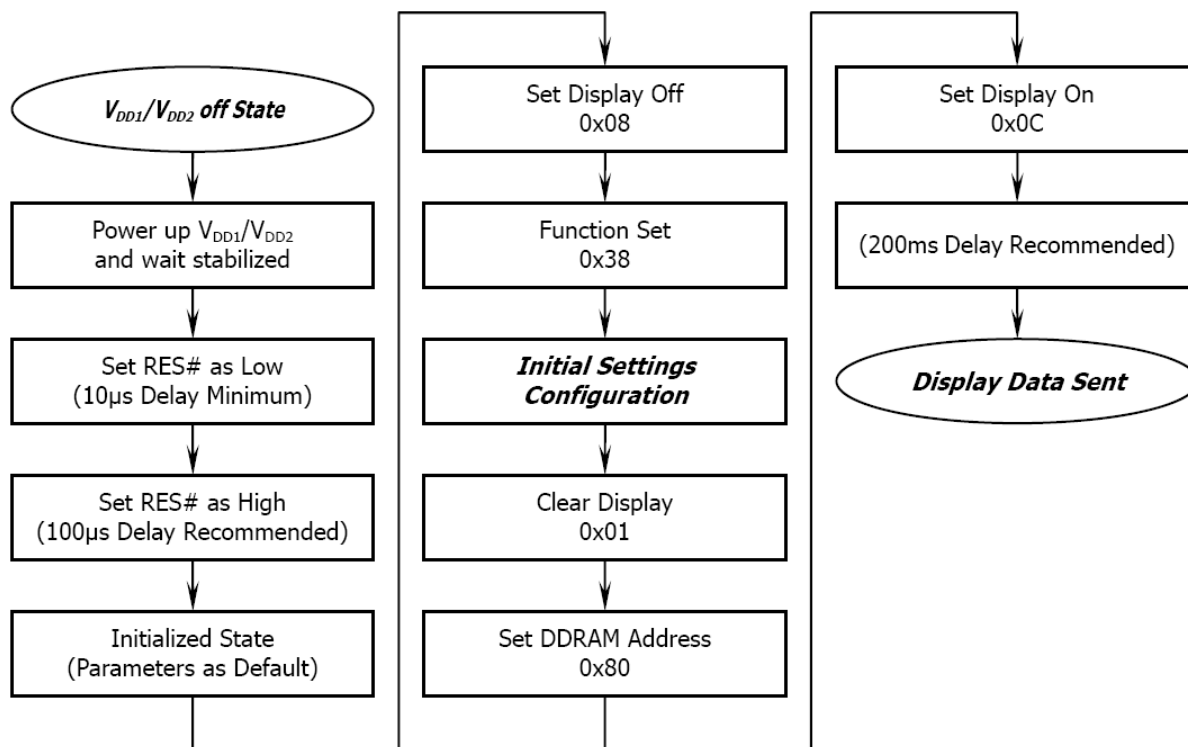 V_DD1/V_DD2 off State
Power up V_DD1/V_DD2
and wait stabilized
Set RES# as Low
(10μs Delay Minimum)
Set RES# as High
(100μs Delay Recommended)
Initialized State
(Parameters as Default)
Set Display Off
0x08
Function Set
0x38
Initial Settings
Configuration
Clear Display
0x01
Set DDRAM Address
0x80
Set Display On
0x0C
(200ms Delay Recommended)
Display Data Sent